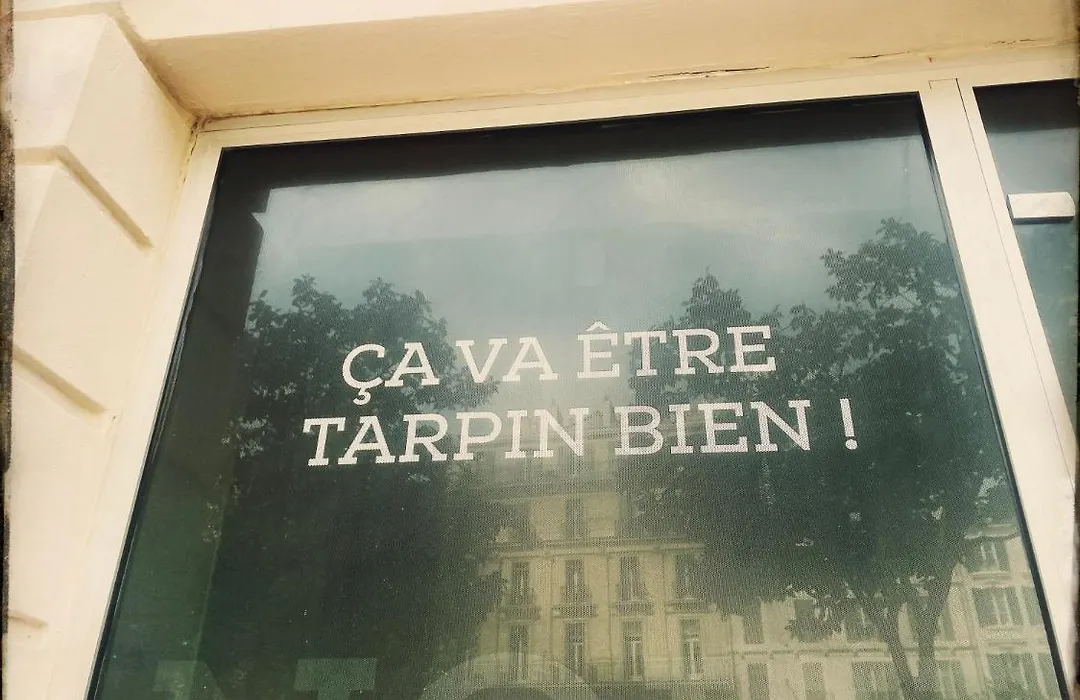 ÇA VA ÊTRE
TARPIN BIEN !